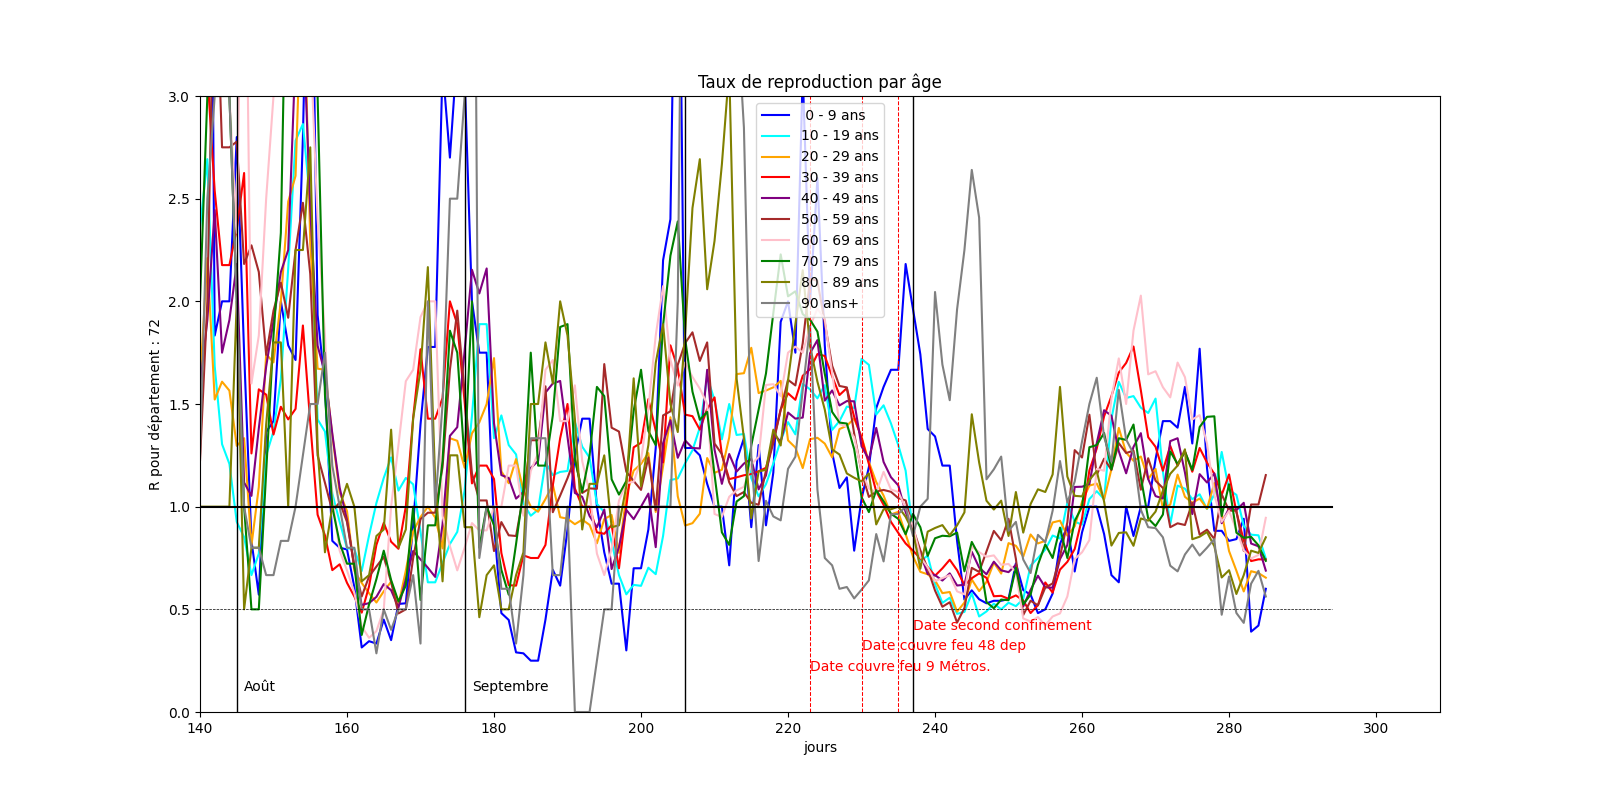 Taux de reproduction par âge
R pour département : 72
3.0
2.5
2.0
1.5
1.0
0.5
0.0
0 - 9 ans
10 - 19 ans
20 - 29 ans
30 - 39 ans
40 - 49 ans
50 - 59 ans
60 - 69 ans
70 - 79 ans
80 - 89 ans
90 ans+
Date second confinement
Date couvre feu 48 dep
Date couvre feu 9 Métros.
Août
Septembre
140
160
180
200
220
240
260
280
300
jours